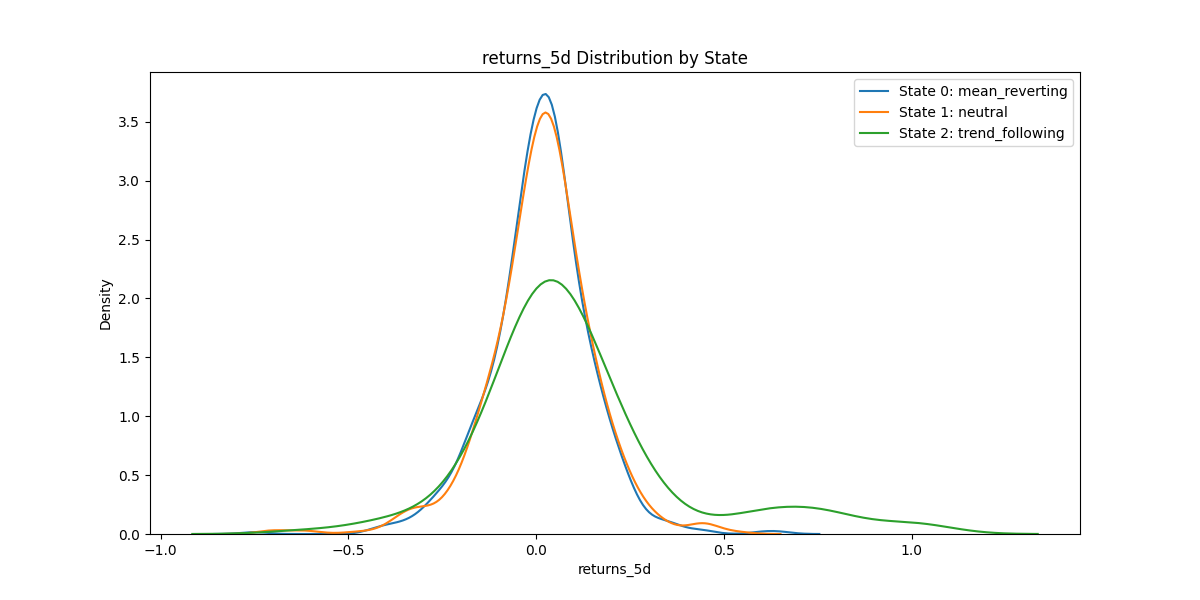 returns_5d Distribution by State
State 0: mean_reverting
State 1: neutral
State 2: trend_following
Density
3.5
3.0
2.5
2.0
1.5
1.0
0.5
0.0
−1.0 −0.5 0.0 0.5 1.0
returns_5d